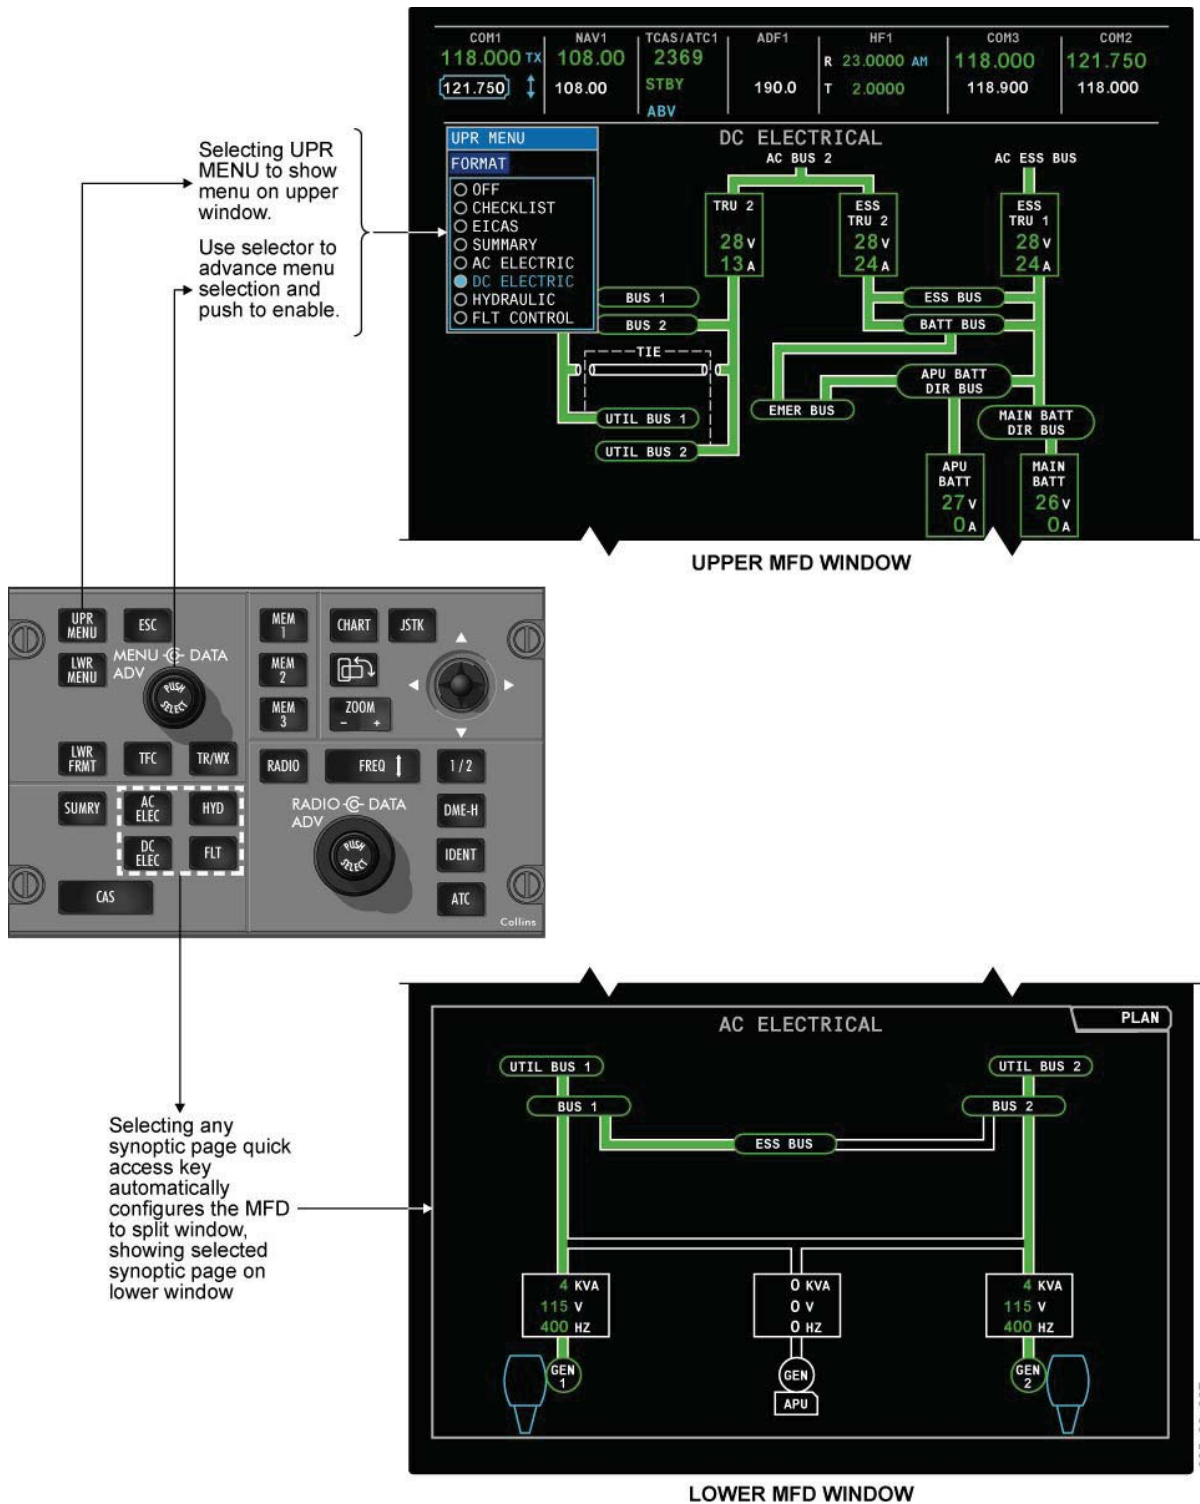 COM1 NAV1 TCAS/ATC1 ADF1 HF1 COM3 COM2
118.000 TX 108.00 2369 R 23.0000 AM 118.000 121.750
121.750 108.00 STBY 190.0 T 2.0000 118.900 118.000
ABV
UPR MENU
FORMAT
OFF
CHECKLIST
EICAS
SUMMARY
AC ELECTRIC
DC ELECTRIC
HYDRAULIC
FLT CONTROL
DC ELECTRICAL
AC BUS 2 AC ESS BUS
TRU 2
28 V
13 A
ESS
TRU 2
28 V
24 A
ESS
TRU 1
28 V
24 A
BUS 1
BUS 2
ESS BUS
BATT BUS
TIE
APU BATT
DIR BUS
EMER BUS
MAIN BATT
DIR BUS
UTIL BUS 1
UTIL BUS 2
APU
BATT
27 V
0 A
MAIN
BATT
26 V
0 A
Selecting UPR
MENU to show
menu on upper
window.
Use selector to
advance menu
selection and
push to enable.
UPPER MFD WINDOW
UPR
MENU
ESC
LWR
MENU
MENU DATA
ADV
PUSH
SELECT
LWR
FRMT
TFC
TR/WX
SUMRY
AC
ELEC
HYD
DC
ELEC
FLT
CAS
MEM
1
MEM
2
MEM
3
CHART
JSTK
ZOOM
- +
RADIO
FREQ
1/2
RADIO DATA
ADV
PUSH
SELECT
DME-H
IDENT
ATC
Collins
Selecting any
synoptic page quick
access key
automatically
configures the MFD
to split window,
showing selected
synoptic page on
lower window
AC ELECTRICAL
PLAN
UTIL BUS 1 UTIL BUS 2
BUS 1 BUS 2
ESS BUS
4 KVA
115 V
400 HZ
0 KVA
0 V
0 HZ
4 KVA
115 V
400 HZ
GEN
1
GEN
APU
GEN
2
LOWER MFD WINDOW